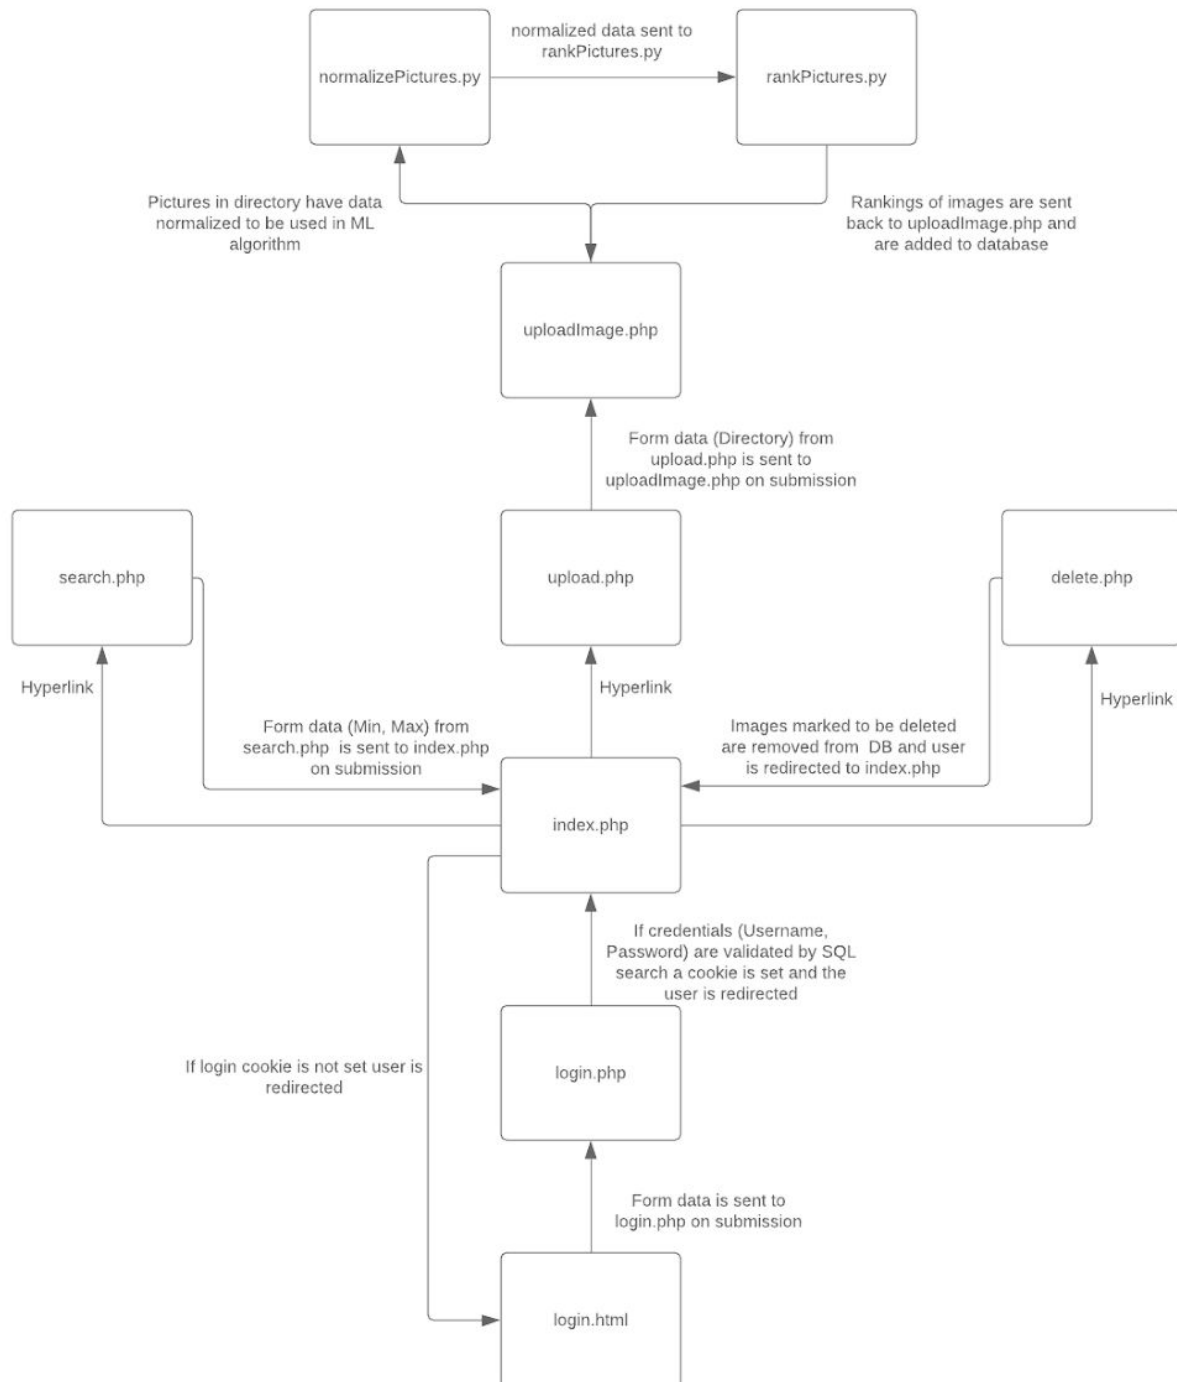 normalized data sent to
rankPictures.py
normalizePictures.py
rankPictures.py
Pictures in directory have data
normalized to be used in ML
algorithm
Rankings of images are sent
back to uploadImage.php and
are added to database
uploadImage.php
Form data (Directory) from
upload.php is sent to
uploadImage.php on submission
search.php
upload.php
delete.php
Hyperlink
Hyperlink
Hyperlink
Form data (Min, Max) from
search.php is sent to index.php
on submission
Images marked to be deleted
are removed from DB and user
is redirected to index.php
index.php
If credentials (Username,
Password) are validated by SQL
search a cookie is set and the
user is redirected
If login cookie is not set user is
redirected
login.php
Form data is sent to
login.php on submission
login.html